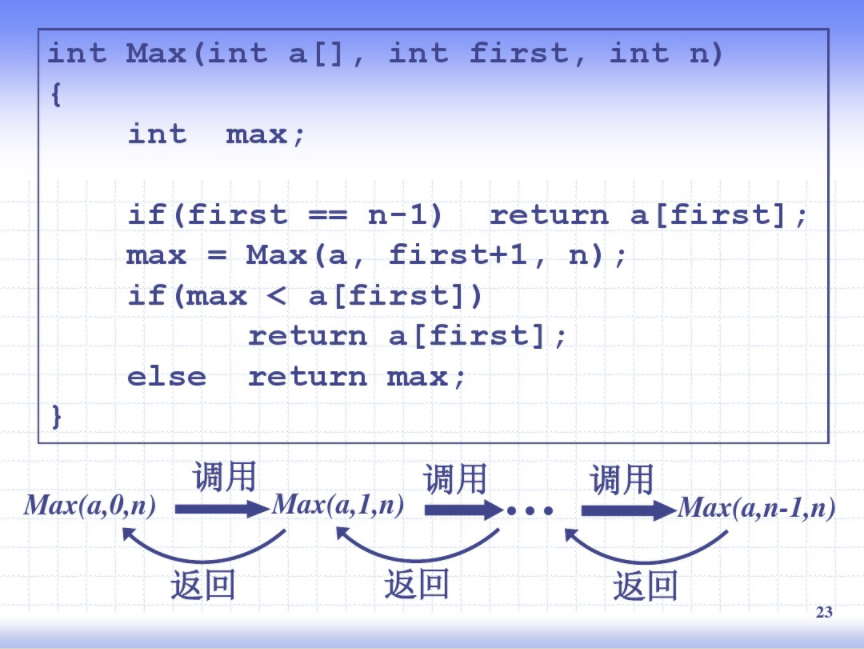 int Max(int a[], int first, int n)
{
int max;
if(first == n-1) return a[first];
max = Max(a, first+1, n);
if(max < a[first])
return a[first];
else return max;
}
调用 调用 调用
Max(a,0,n) Max(a,1,n) ••• Max(a,n-1,n)
返回 返回 返回
23